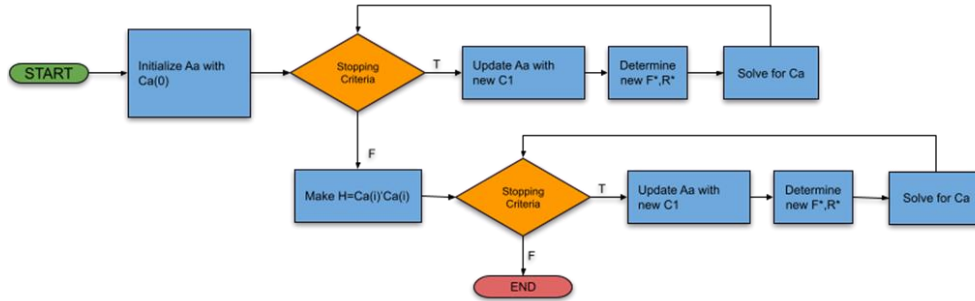 START
Initialize Aa with
Ca(0)
Stopping
Criteria
T
Update Aa with
new C1
Determine
new F*,R*
Solve for Ca
F
Make H=Ca(i)'Ca(i)
Stopping
Criteria
T
Update Aa with
new C1
Determine
new F*,R*
Solve for Ca
F
END